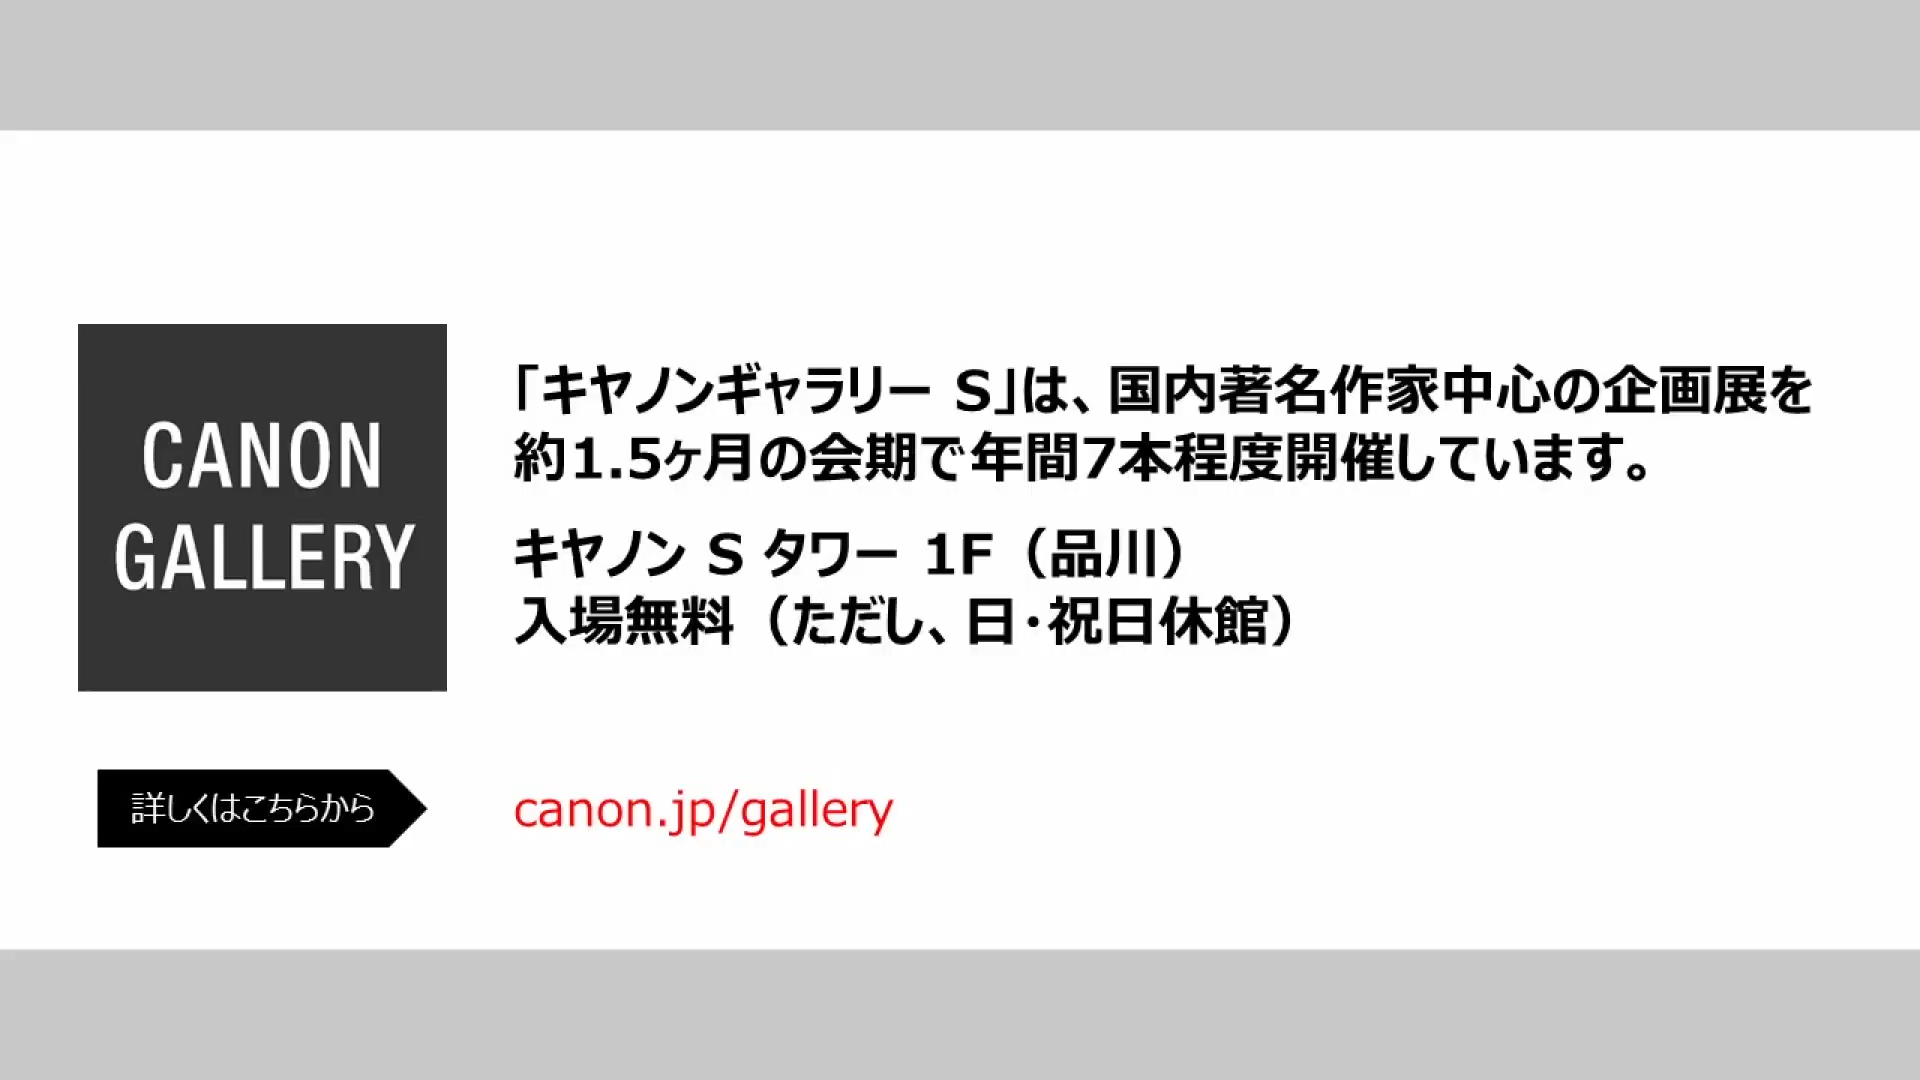 CANON
GALLERY
「キヤノンギャラリー S」は、国内著名作家中心の企画展を
約1.5ヶ月の会期で年間7本程度開催しています。
キヤノン S タワー 1F（品川）
入場無料（ただし、日・祝日休館）
詳しくはこちらから
canon.jp/gallery